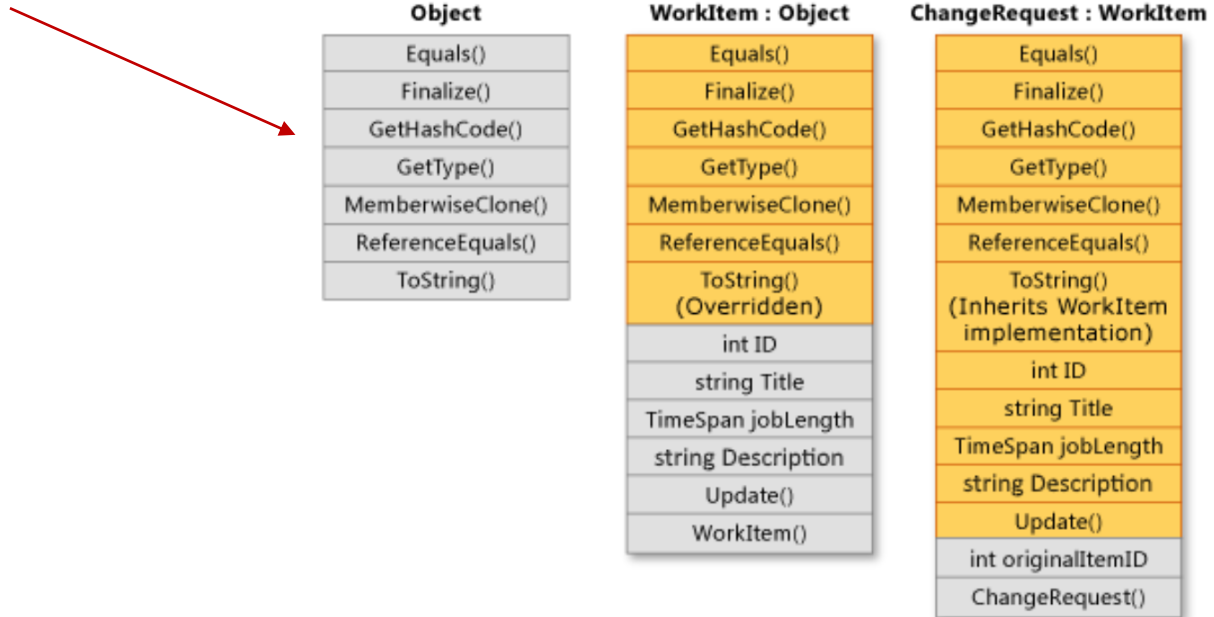 Object
Equals()
Finalize()
GetHashCode()
GetType()
MemberwiseClone()
ReferenceEquals()
ToString()
WorkItem : Object
Equals()
Finalize()
GetHashCode()
GetType()
MemberwiseClone()
ReferenceEquals()
ToString()
(Overridden)
int ID
string Title
TimeSpan jobLength
string Description
Update()
WorkItem()
ChangeRequest : WorkItem
Equals()
Finalize()
GetHashCode()
GetType()
MemberwiseClone()
ReferenceEquals()
ToString()
(Inherits WorkItem
implementation)
int ID
string Title
TimeSpan jobLength
string Description
Update()
int originalItemID
ChangeRequest()